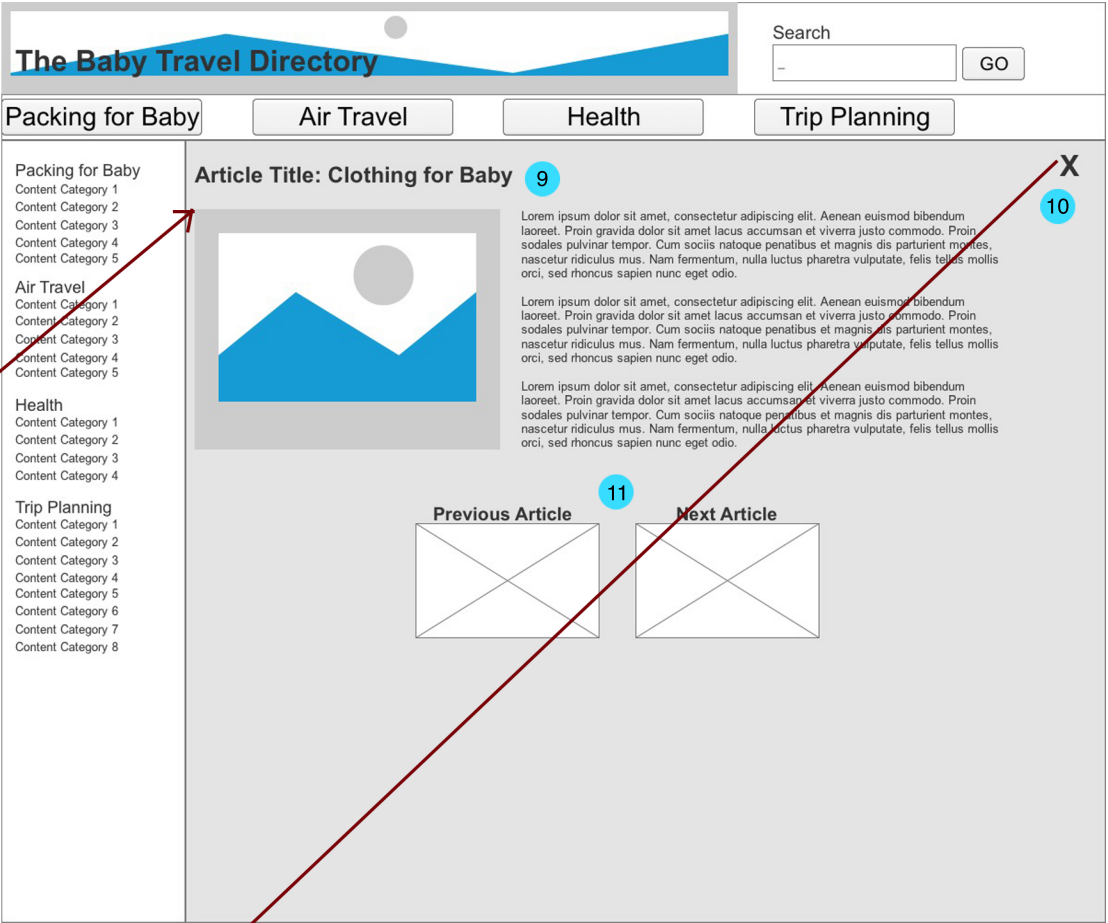 The Baby Travel Directory
Search
_
GO
Packing for Baby
Air Travel
Health
Trip Planning
Packing for Baby
Content Category 1
Content Category 2
Content Category 3
Content Category 4
Content Category 5
Air Travel
Content Category 1
Content Category 2
Content Category 3
Content Category 4
Content Category 5
Health
Content Category 1
Content Category 2
Content Category 3
Content Category 4
Trip Planning
Content Category 1
Content Category 2
Content Category 3
Content Category 4
Content Category 5
Content Category 6
Content Category 7
Content Category 8
Article Title: Clothing for Baby
9
X
10
Lorem ipsum dolor sit amet, consectetur adipiscing elit. Aenean euismod bibendum
laoreet. Proin gravida dolor sit amet lacus accumsan et viverra justo commodo. Proin
sodales pulvinar tempor. Cum sociis natoque penatibus et magnis dis parturient montes,
nascetur ridiculus mus. Nam fermentum, nulla luctus pharetra vulputate, felis tellus mollis
orci, sed rhoncus sapien nunc eget odio.
Lorem ipsum dolor sit amet, consectetur adipiscing elit. Aenean euismod bibendum
laoreet. Proin gravida dolor sit amet lacus accumsan et viverra justo commodo. Proin
sodales pulvinar tempor. Cum sociis natoque penatibus et magnis dis parturient montes,
nascetur ridiculus mus. Nam fermentum, nulla luctus pharetra vulputate, felis tellus mollis
orci, sed rhoncus sapien nunc eget odio.
Lorem ipsum dolor sit amet, consectetur adipiscing elit. Aenean euismod bibendum
laoreet. Proin gravida dolor sit amet lacus accumsan et viverra justo commodo. Proin
sodales pulvinar tempor. Cum sociis natoque penatibus et magnis dis parturient montes,
nascetur ridiculus mus. Nam fermentum, nulla luctus pharetra vulputate, felis tellus mollis
orci, sed rhoncus sapien nunc eget odio.
11
Previous Article
Next Article